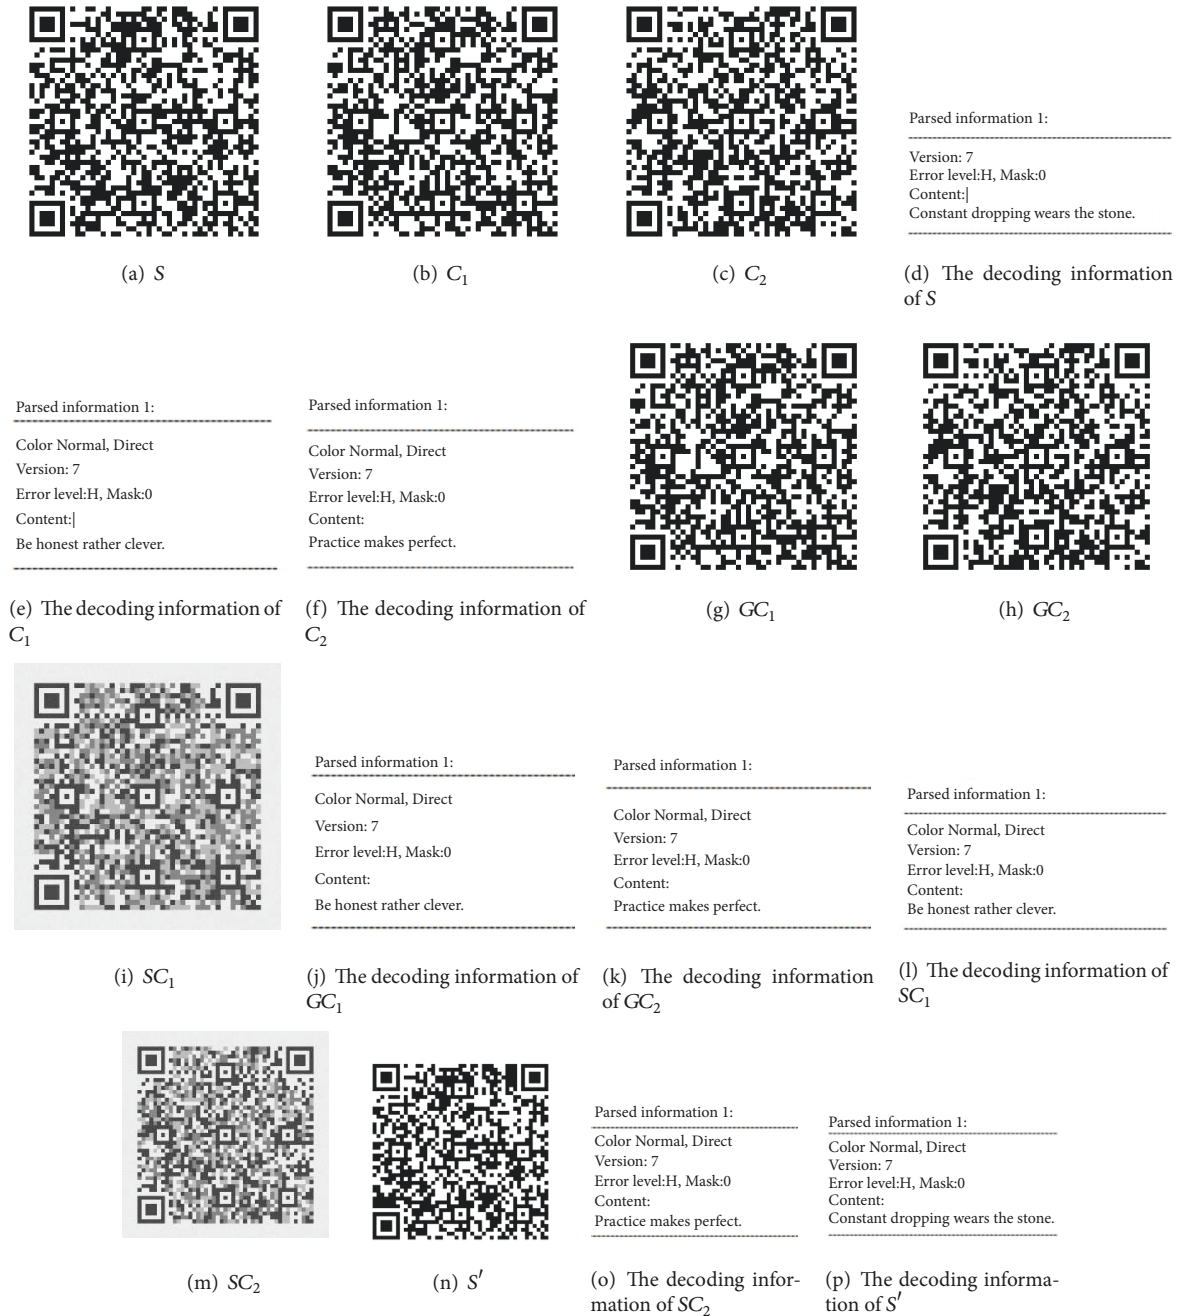 Parsed information 1:
Version: 7
Error level:H, Mask:0
Content:|
Constant dropping wears the stone.
(a) S
(b) C1
(c) C2
(d) The decoding information
of S
Parsed information 1:
Color Normal, Direct
Version: 7
Error level:H, Mask:0
Content:|
Be honest rather clever.
(e) The decoding information of
C1
Parsed information 1:
Color Normal, Direct
Version: 7
Error level:H, Mask:0
Content:
Practice makes perfect.
(f) The decoding information of
C2
(g) GC1
(h) GC2
(i) SC1
Parsed information 1:
Color Normal, Direct
Version: 7
Error level:H, Mask:0
Content:
Be honest rather clever.
(j) The decoding information of
GC1
Parsed information 1:
Color Normal, Direct
Version: 7
Error level:H, Mask:0
Content:
Practice makes perfect.
(k) The decoding information
of GC2
Parsed information 1:
Color Normal, Direct
Version: 7
Error level:H, Mask:0
Content:
Be honest rather clever.
(l) The decoding information of
SC1
(m) SC2
(n) S′
Parsed information 1:
Color Normal, Direct
Version: 7
Error level:H, Mask:0
Content:
Practice makes perfect.
(o) The decoding infor-
mation of SC2
Parsed information 1:
Color Normal, Direct
Version: 7
Error level:H, Mask:0
Content:
Constant dropping wears the stone.
(p) The decoding informa-
tion of S′